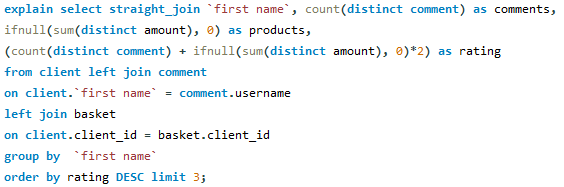 explain select straight_join `first name`, count(distinct comment) as comments,
ifnull(sum(distinct amount), 0) as products,
(count(distinct comment) + ifnull(sum(distinct amount), 0)*2) as rating
from client left join comment
on client.`first name` = comment.username
left join basket
on client.client_id = basket.client_id
group by  `first name`
order by rating DESC limit 3;